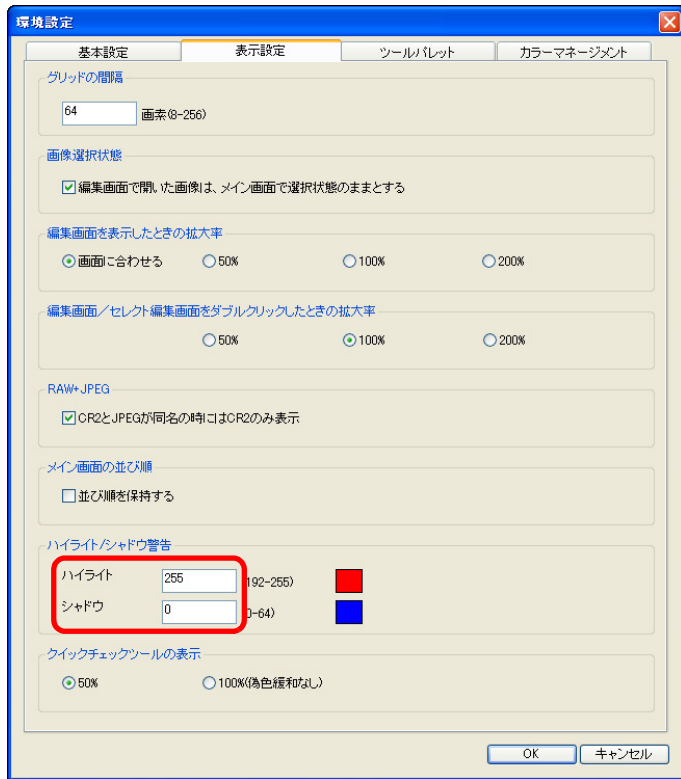 環境設定
基本設定 表示設定 ツールパレット カラーマネージメント
グリッドの間隔
64 画素(8-256)
画像選択状態
編集画面で開いた画像は、メイン画面で選択状態のままとする
編集画面を表示したときの拡大率
画面に合わせる 50% 100% 200%
編集画面/セレクト編集画面をダブルクリックしたときの拡大率
50% 100% 200%
RAW+JPEG
CR2とJPEGが同名の時にはCR2のみ表示
メイン画面の並び順
並び順を保持する
ハイライト/シャドウ警告
ハイライト 255 192-255)
シャドウ 0 0-64)
クイックチェックツールの表示
50% 100%(偽色緩和なし)
OK キャンセル